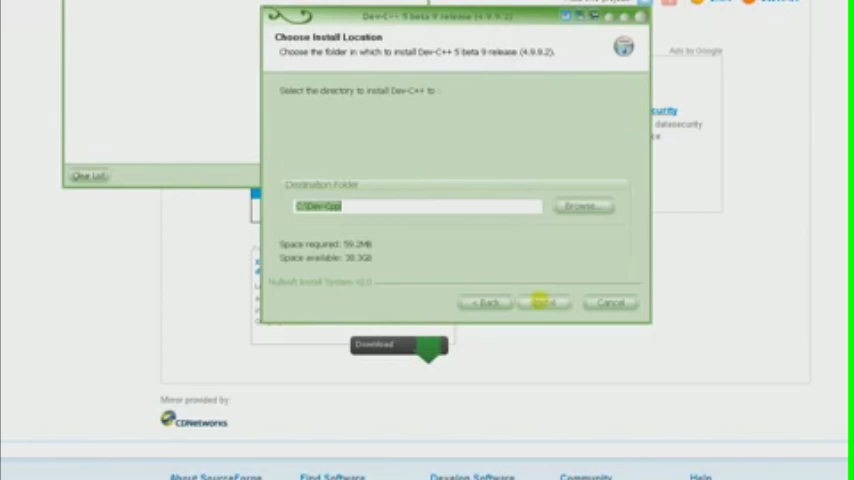 Dev-C++ 5 beta 9 release (4.9.9.2)
Choose Install Location
Choose the folder in which to install Dev-C++ 5 beta 9 release (4.9.9.2).
Ads by Google
Select the directory to install Dev-C++ to :
curity
datasecurity
Clear List
Destination Folder
C:\Dev-Cpp
Browse...
Space required: 59.2MB
Space available: 38.3GB
Nullsoft Install System v2.0
< Back
Install
Cancel
Download
Mirror provided by:
CDNetworks
About SourceForge
Find Software
Develop Software
Community
Help